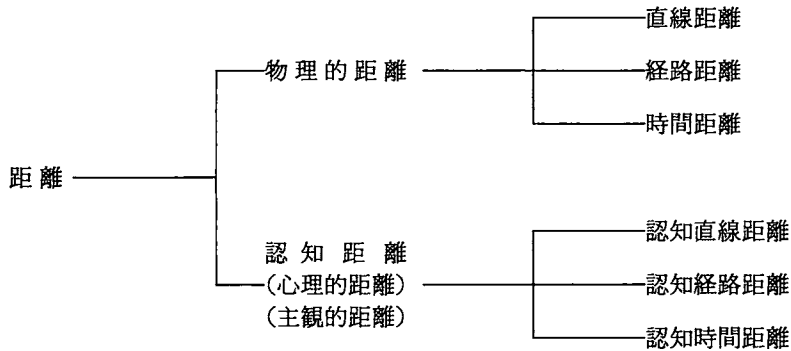 距離
物理的距離
直線距離
経路距離
時間距離
認知距離
(心理的距離)
(主観的距離)
認知直線距離
認知経路距離
認知時間距離